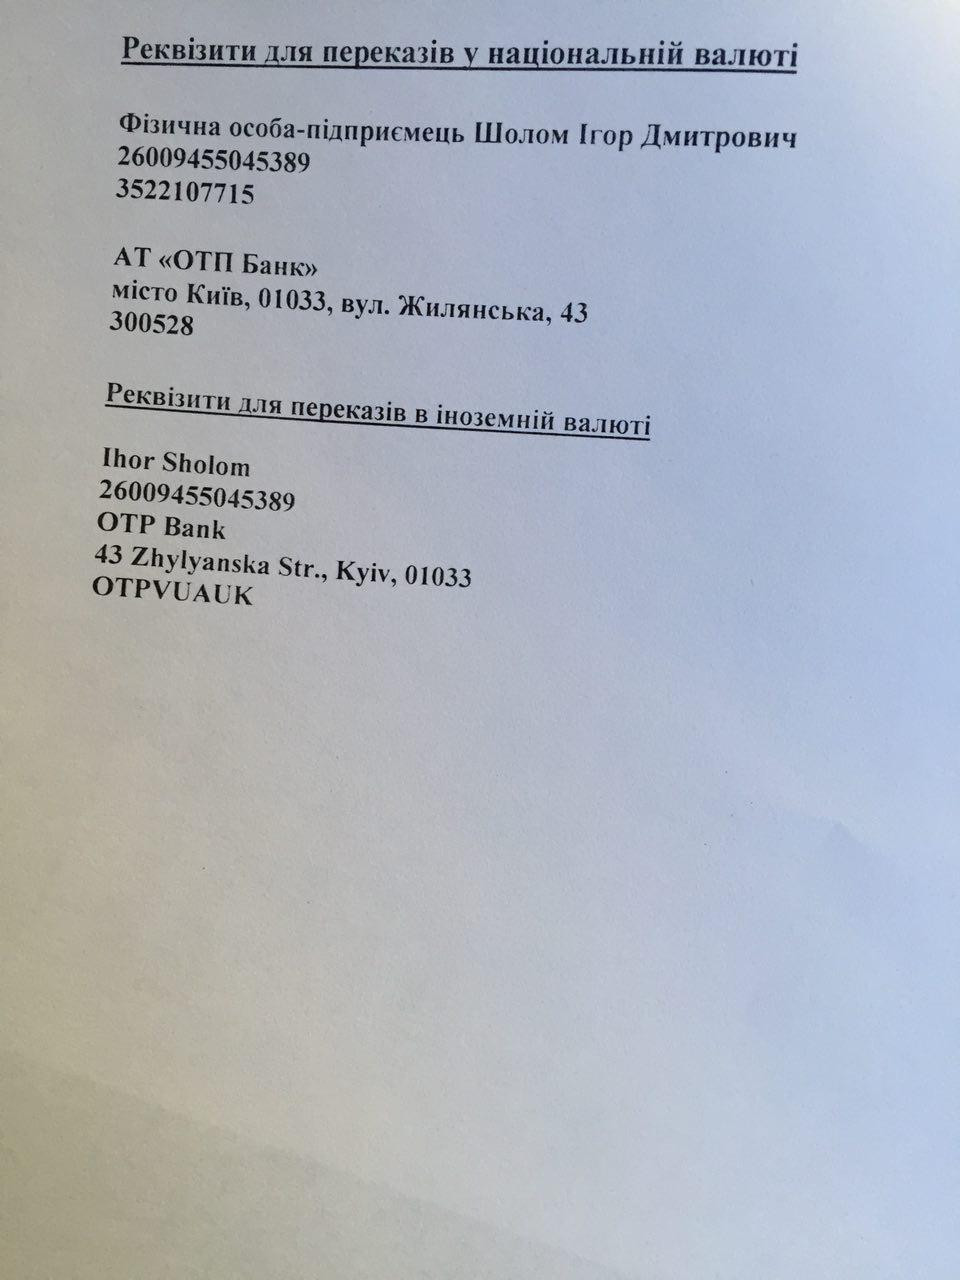 Реквізити для переказів у національній валюті
Фізична особа-підприємець Шолом Ігор Дмитрович
26009455045389
3522107715
АТ «ОТП Банк»
місто Київ, 01033, вул. Жилянська, 43
300528
Реквізити для переказів в іноземній валюті
Ihor Sholom
26009455045389
OTP Bank
43 Zhylyanska Str., Kyiv, 01033
OTPVUAUK